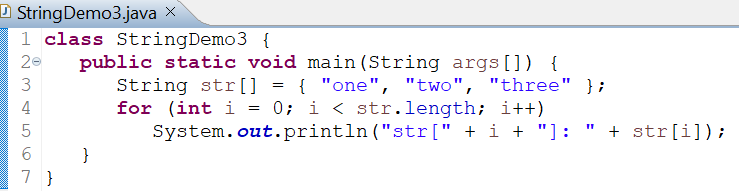 StringDemo3.java
1 class StringDemo3 {
2 public static void main(String args[]) {
3 String str[] = { "one", "two", "three" };
4 for (int i = 0; i < str.length; i++)
5 System.out.println("str[" + i + "]: " + str[i]);
6 }
7 }